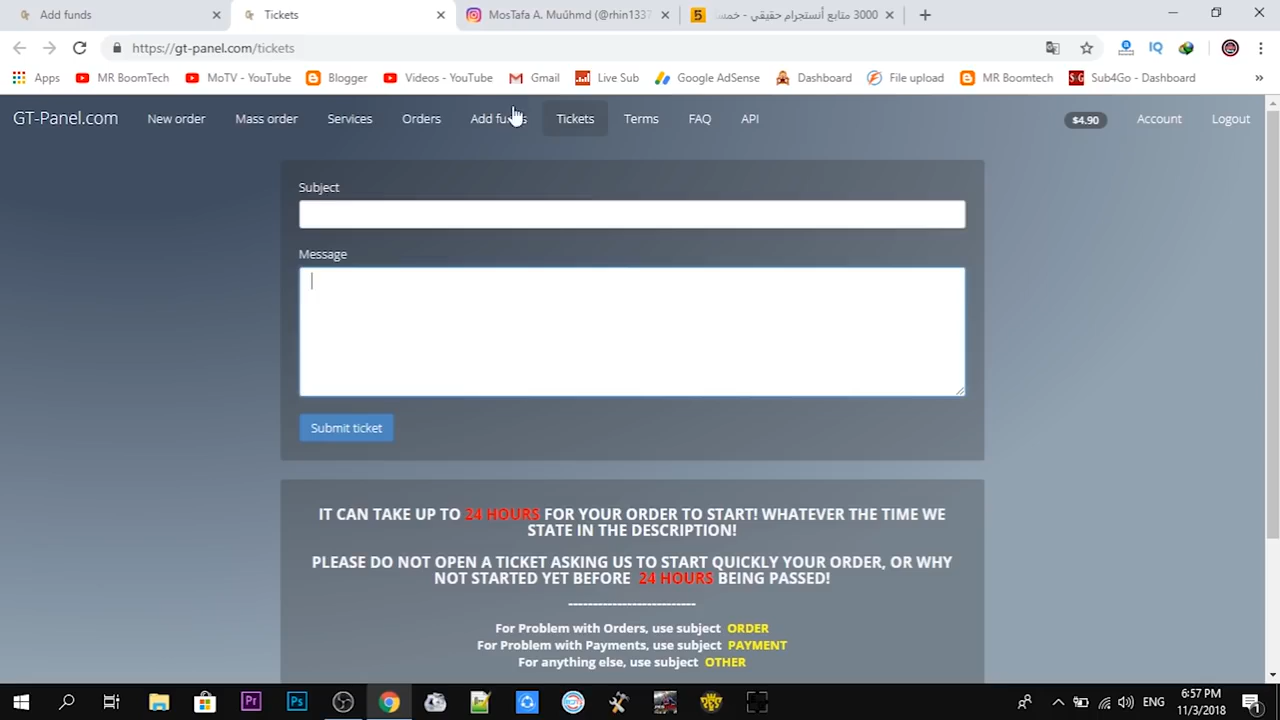 Add funds
Tickets
MosTafa A. Muúhmd (@rhin1337
3000 متابع أنستجرام حقيقي - خمسا
https://gt-panel.com/tickets
Apps
MR BoomTech
MoTV - YouTube
Blogger
Videos - YouTube
Gmail
Live Sub
Google AdSense
Dashboard
File upload
MR Boomtech
Sub4Go - Dashboard
»
GT-Panel.com
New order
Mass order
Services
Orders
Add funds
Tickets
Terms
FAQ
API
$4.90
Account
Logout
Subject
Message
Submit ticket
IT CAN TAKE UP TO 24 HOURS FOR YOUR ORDER TO START! WHATEVER THE TIME WE
STATE IN THE DESCRIPTION!
PLEASE DO NOT OPEN A TICKET ASKING US TO START QUICKLY YOUR ORDER, OR WHY
NOT STARTED YET BEFORE 24 HOURS BEING PASSED!
--------------------------
For Problem with Orders, use subject ORDER
For Problem with Payments, use subject PAYMENT
For anything else, use subject OTHER
ENG
6:57 PM
11/3/2018